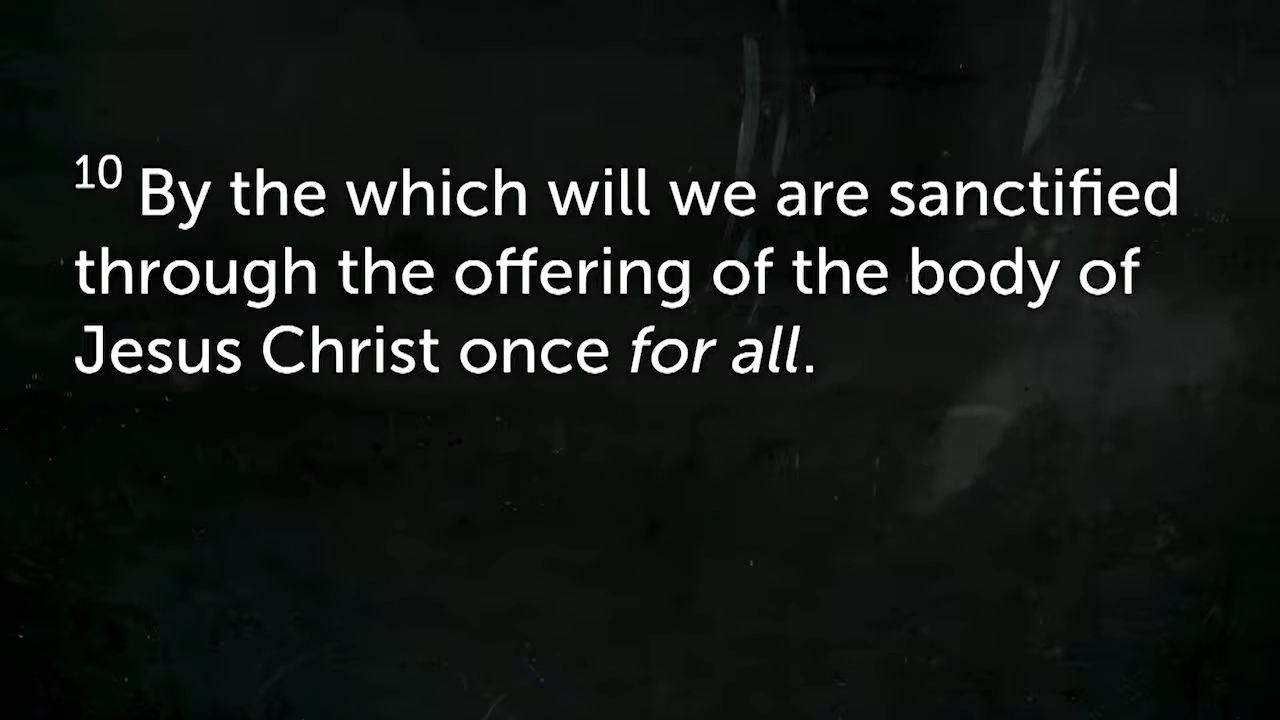 10 By the which will we are sanctified
through the offering of the body of
Jesus Christ once for all.